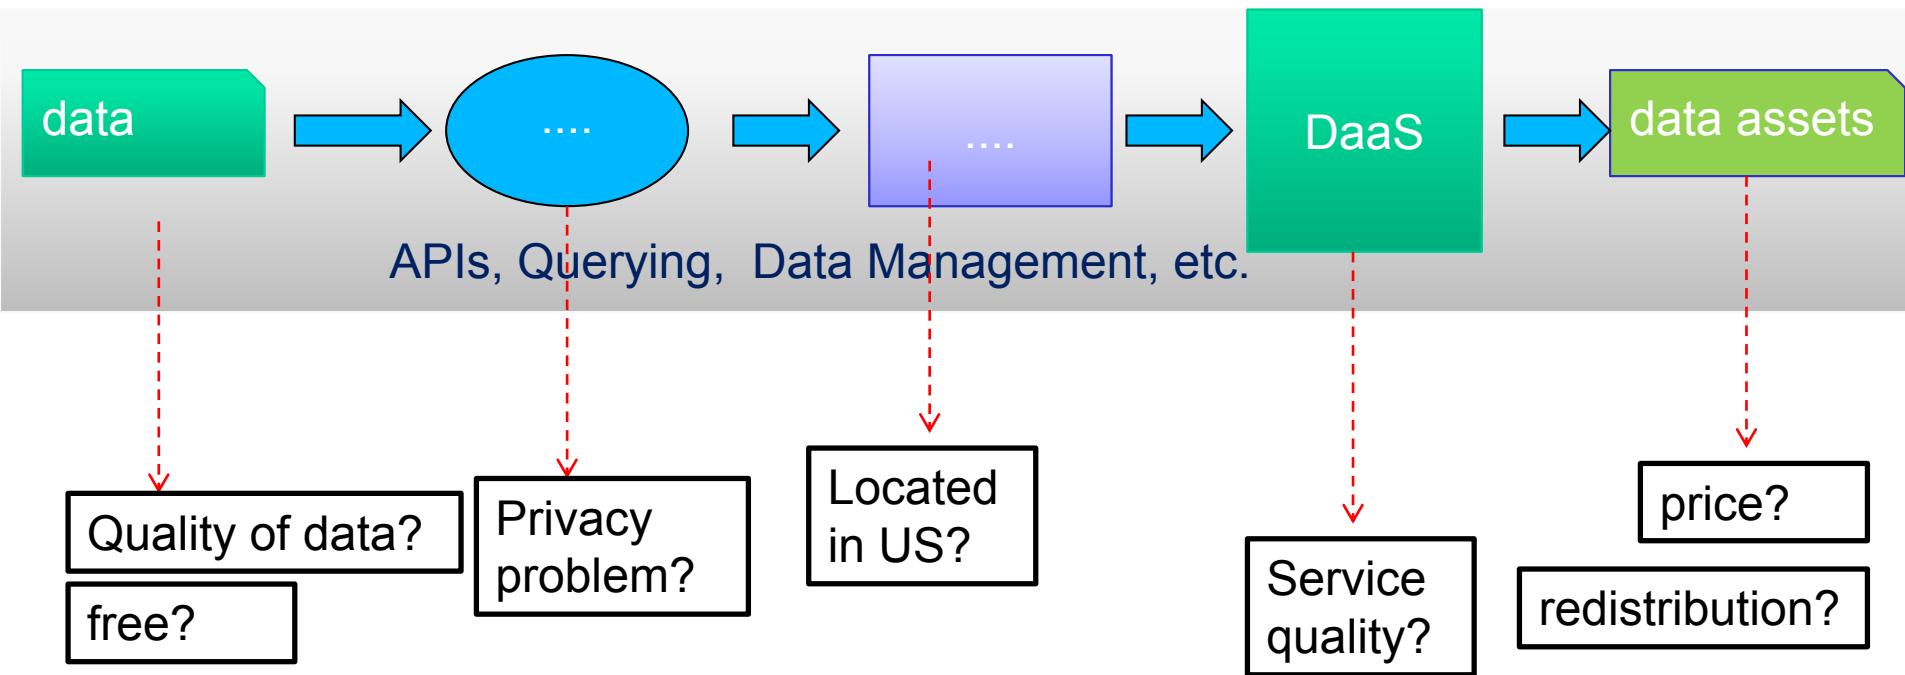 data
....
....
DaaS
data assets
APIs, Querying, Data Management, etc.
Quality of data?
free?
Privacy
problem?
Located
in US?
Service
quality?
price?
redistribution?